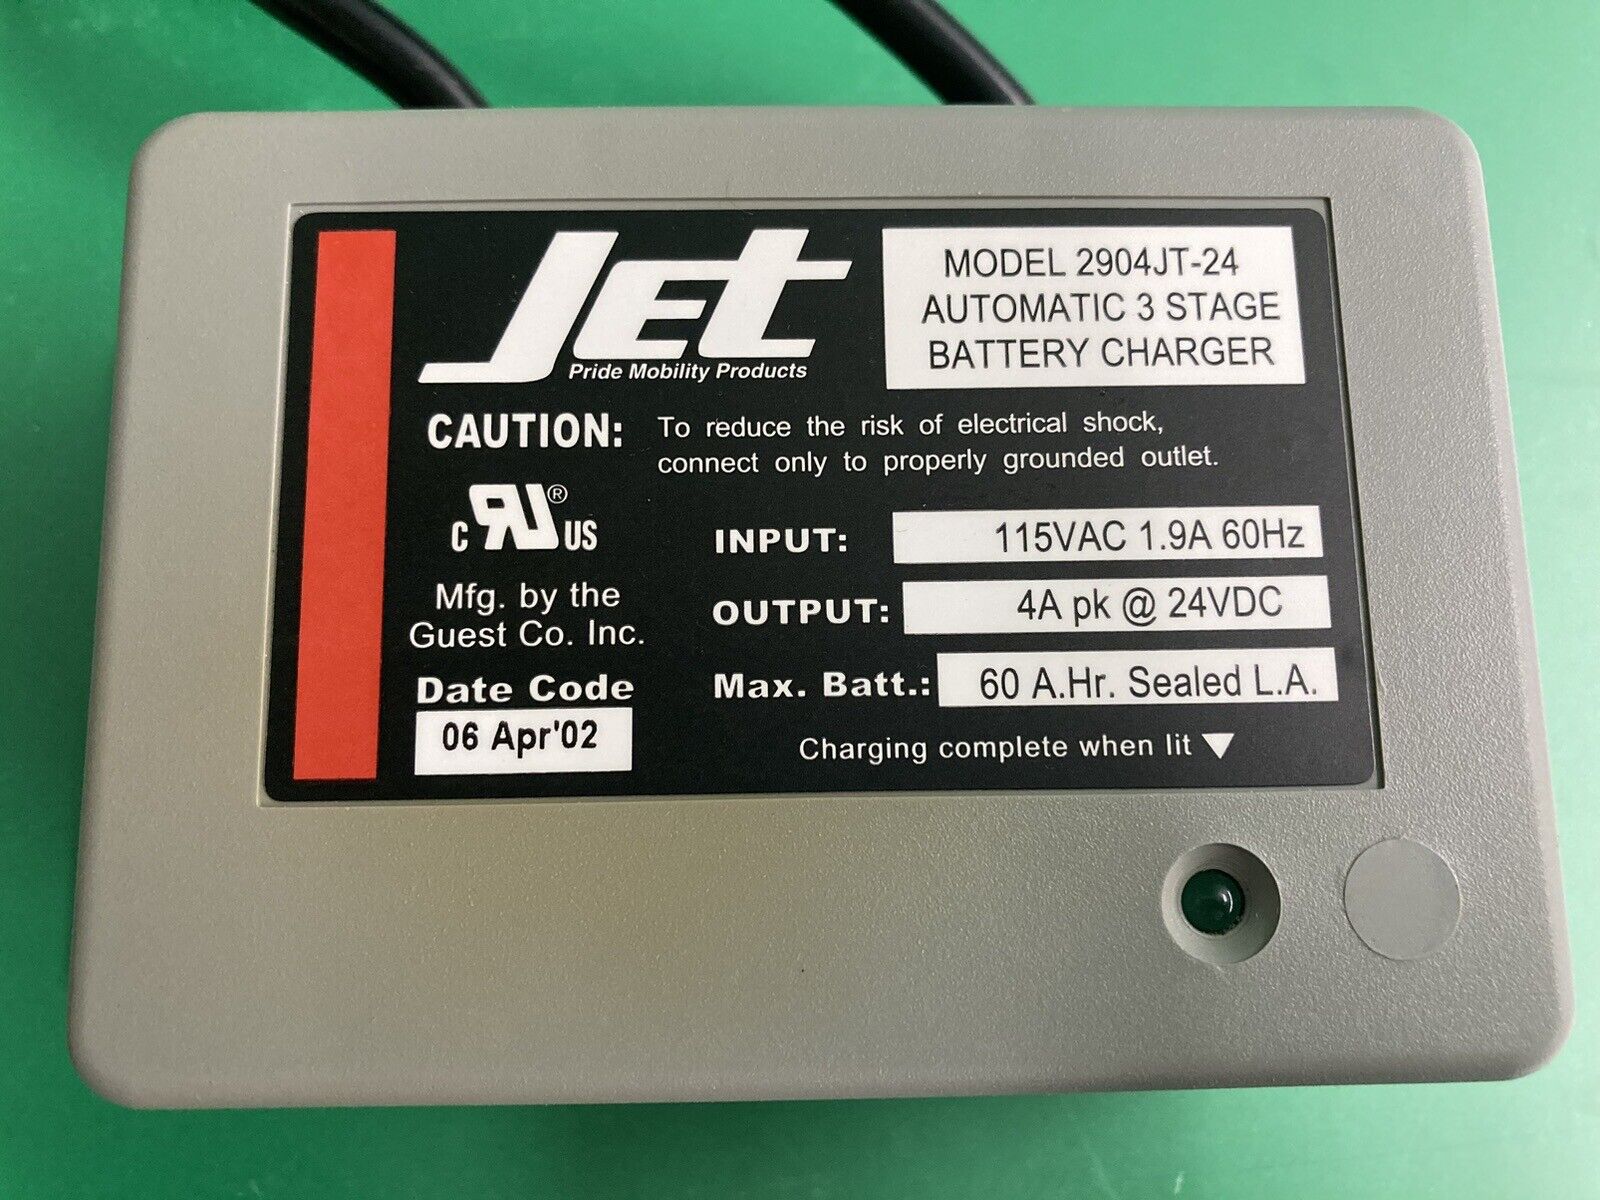 Jet
Pride Mobility Products
MODEL 2904JT-24
AUTOMATIC 3 STAGE
BATTERY CHARGER
CAUTION: To reduce the risk of electrical shock,
connect only to properly grounded outlet.
c RU ® US
Mfg. by the
Guest Co. Inc.
Date Code
06 Apr'02
INPUT: 115VAC 1.9A 60Hz
OUTPUT: 4A pk @ 24VDC
Max. Batt.: 60 A.Hr. Sealed L.A.
Charging complete when lit ▼